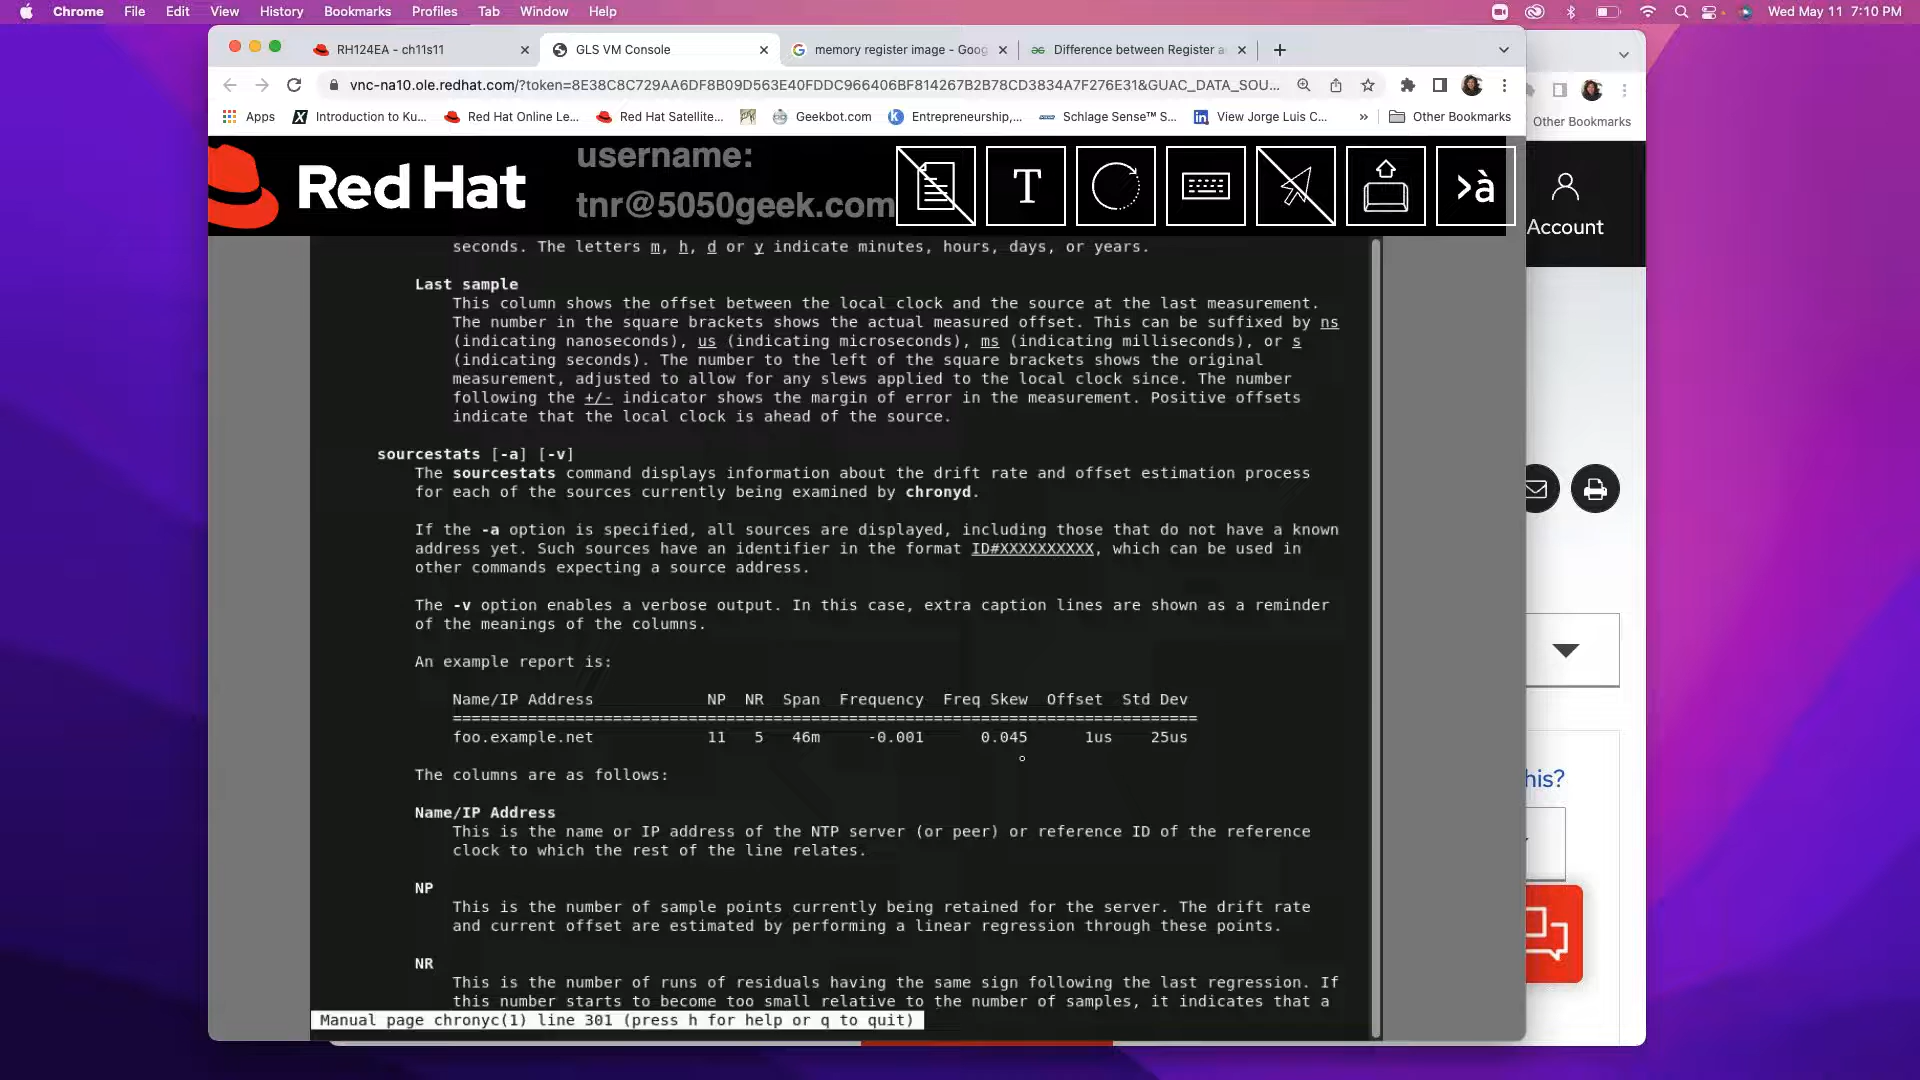 Chrome File Edit View History Bookmarks Profiles Tab Window Help Wed May 11 7:10 PM
RH124EA - ch11s11 GLS VM Console memory register image - Goog Difference between Register a
vnc-na10.ole.redhat.com/?token=8E38C8C729AA6DF8B09D563E40FDDC966406BF814267B2B78CD3834A7F276E31&GUAC_DATA_SOU...
Apps Introduction to Ku... Red Hat Online Le... Red Hat Satellite... Geekbot.com Entrepreneurship,... Schlage Sense™ S... View Jorge Luis C... » Other Bookmarks
Other Bookmarks
Red Hat
username:
tnr@5050geek.com
T
>à
Account
seconds. The letters m, h, d or y indicate minutes, hours, days, or years.
Last sample
This column shows the offset between the local clock and the source at the last measurement.
The number in the square brackets shows the actual measured offset. This can be suffixed by ns
(indicating nanoseconds), us (indicating microseconds), ms (indicating milliseconds), or s
(indicating seconds). The number to the left of the square brackets shows the original
measurement, adjusted to allow for any slews applied to the local clock since. The number
following the +/- indicator shows the margin of error in the measurement. Positive offsets
indicate that the local clock is ahead of the source.
sourcestats [-a] [-v]
The sourcestats command displays information about the drift rate and offset estimation process
for each of the sources currently being examined by chronyd.
If the -a option is specified, all sources are displayed, including those that do not have a known
address yet. Such sources have an identifier in the format ID#XXXXXXXXXX, which can be used in
other commands expecting a source address.
The -v option enables a verbose output. In this case, extra caption lines are shown as a reminder
of the meanings of the columns.
An example report is:
Name/IP Address NP NR Span Frequency Freq Skew Offset Std Dev
===============================================================================
foo.example.net 11 5 46m -0.001 0.045 1us 25us
The columns are as follows:
his?
Name/IP Address
This is the name or IP address of the NTP server (or peer) or reference ID of the reference
clock to which the rest of the line relates.
NP
This is the number of sample points currently being retained for the server. The drift rate
and current offset are estimated by performing a linear regression through these points.
NR
This is the number of runs of residuals having the same sign following the last regression. If
this number starts to become too small relative to the number of samples, it indicates that a
Manual page chronyc(1) line 301 (press h for help or q to quit)